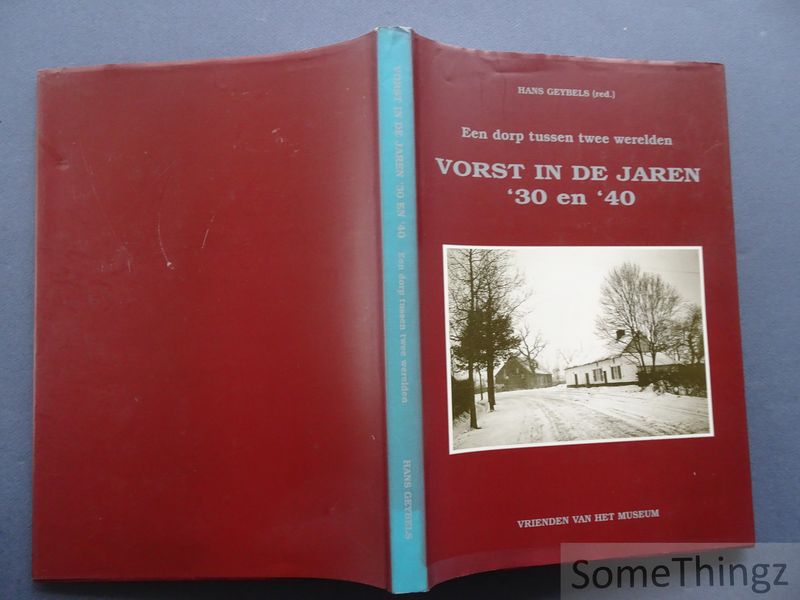 VORST IN DE JAREN '30 EN '40 Een dorp tussen twee werelden HANS GEYBELS
HANS GEYBELS (red.)
Een dorp tussen twee werelden
VORST IN DE JAREN
‘30 en ‘40
VRIENDEN VAN HET MUSEUM
SomeThingz